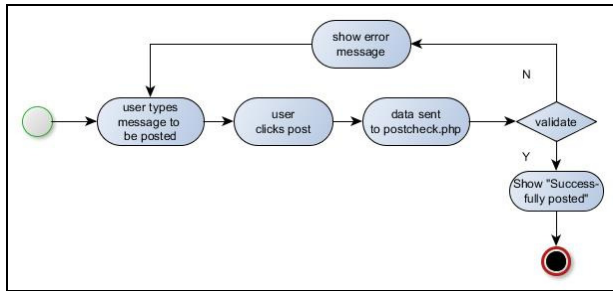 show error
message
N
user types
message to
be posted
user
clicks post
data sent
to postcheck.php
validate
Y
Show "Success-
fully posted"